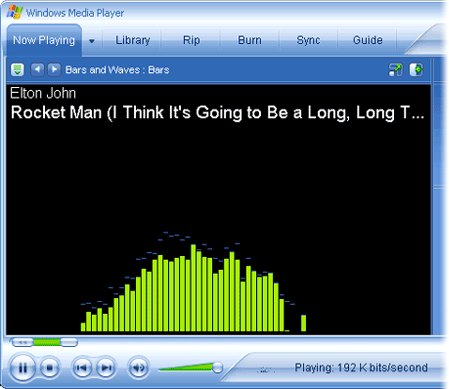 Windows Media Player
Now Playing Library Rip Burn Sync Guide
Bars and Waves : Bars
Elton John
Rocket Man (I Think It's Going to Be a Long, Long T...
Playing: 192 K bits/second